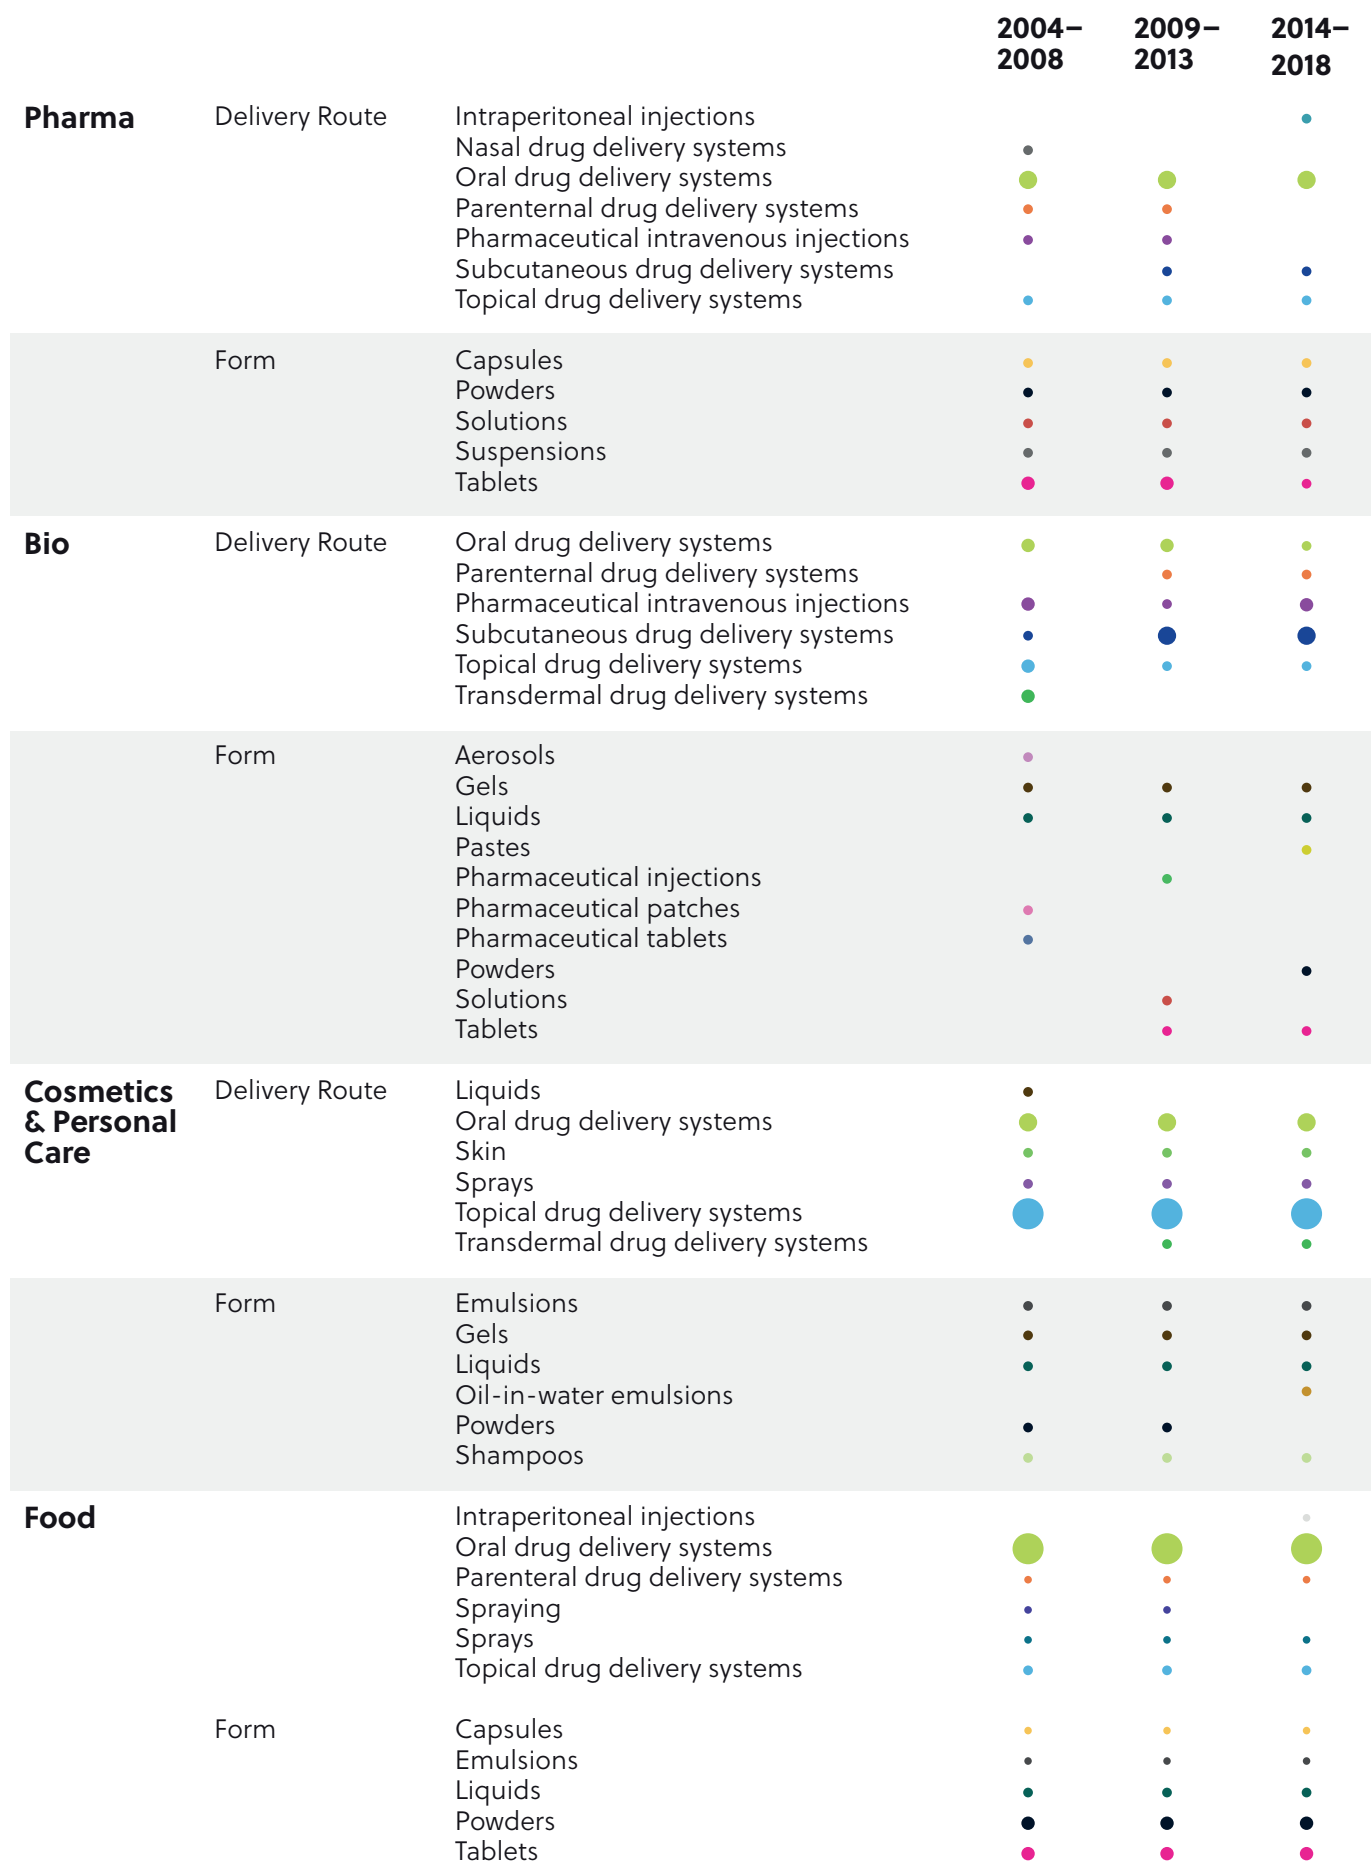 2004–
2008
2009–
2013
2014–
2018
Pharma
Delivery Route
Intraperitoneal injections
Nasal drug delivery systems
Oral drug delivery systems
Parenternal drug delivery systems
Pharmaceutical intravenous injections
Subcutaneous drug delivery systems
Topical drug delivery systems
Form
Capsules
Powders
Solutions
Suspensions
Tablets
Bio
Delivery Route
Oral drug delivery systems
Parenternal drug delivery systems
Pharmaceutical intravenous injections
Subcutaneous drug delivery systems
Topical drug delivery systems
Transdermal drug delivery systems
Form
Aerosols
Gels
Liquids
Pastes
Pharmaceutical injections
Pharmaceutical patches
Pharmaceutical tablets
Powders
Solutions
Tablets
Cosmetics
& Personal
Care
Delivery Route
Liquids
Oral drug delivery systems
Skin
Sprays
Topical drug delivery systems
Transdermal drug delivery systems
Form
Emulsions
Gels
Liquids
Oil-in-water emulsions
Powders
Shampoos
Food
Intraperitoneal injections
Oral drug delivery systems
Parenteral drug delivery systems
Spraying
Sprays
Topical drug delivery systems
Form
Capsules
Emulsions
Liquids
Powders
Tablets